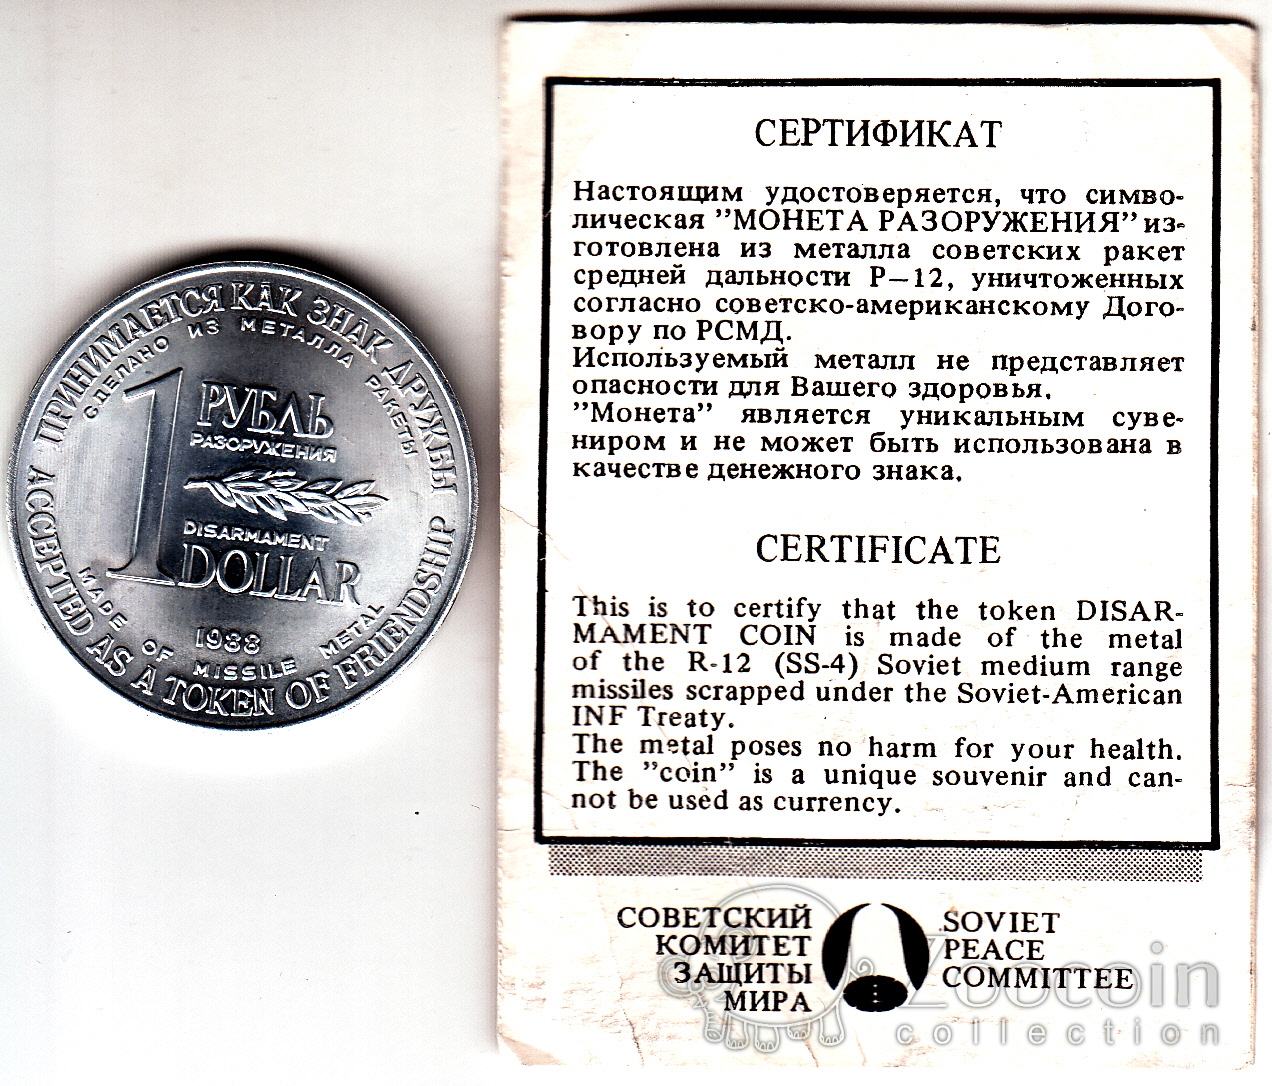 ПРИНИМАЕТСЯ КАК ЗНАК ДРУЖБЫ
СДЕЛАНО ИЗ МЕТАЛЛА РАКЕТЫ
1
РУБЛЬ
РАЗОРУЖЕНИЯ
DISARMAMENT
DOLLAR
1988
MADE OF MISSILE METAL
ACCEPTED AS A TOKEN OF FRIENDSHIP
СЕРТИФИКАТ
Настоящим удостоверяется, что симво-
лическая "МОНЕТА РАЗОРУЖЕНИЯ" из-
готовлена из металла советских ракет
средней дальности Р—12, уничтоженных
согласно советско-американскому Дого-
вору по РСМД.
Используемый металл не представляет
опасности для Вашего здоровья.
"Монета" является уникальным суве-
ниром и не может быть использована в
качестве денежного знака.
CERTIFICATE
This is to certify that the token DISAR-
MAMENT COIN is made of the metal
of the R-12 (SS-4) Soviet medium range
missiles scrapped under the Soviet-American
INF Treaty.
The metal poses no harm for your health.
The "coin" is a unique souvenir and can-
not be used as currency.
СОВЕТСКИЙ
КОМИТЕТ
ЗАЩИТЫ
МИРА
SOVIET
PEACE
COMMITTEE
Zoocoin
collection